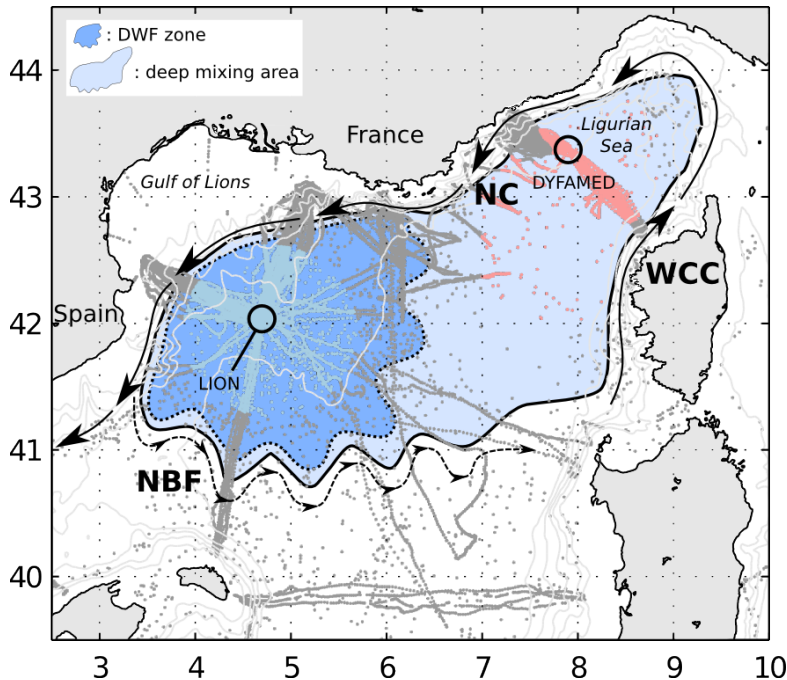 : DWF zone
: deep mixing area
44
France
Ligurian
Sea
Gulf of Lions
DYFAMED
43
NC
WCC
Spain
42
LION
41
NBF
40
3 4 5 6 7 8 9 10